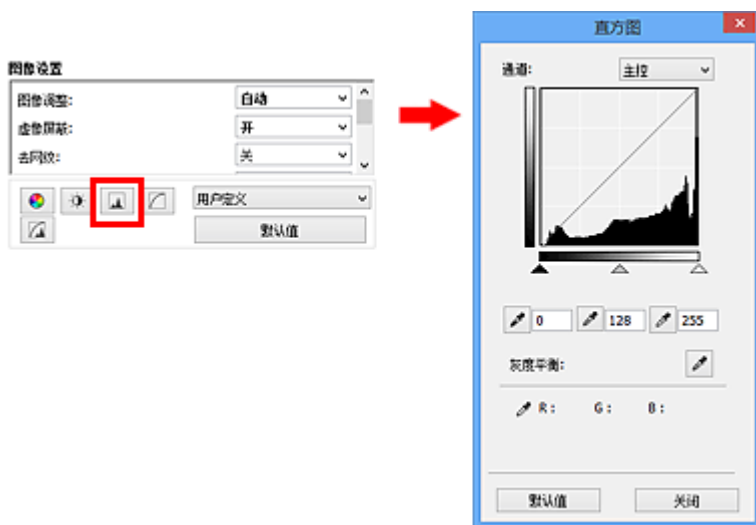 图像设置
图像调整: 自动
虚像屏蔽: 开
去网纹: 关
用户定义
默认值
直方图
通道: 主控
0 128 255
灰度平衡:
R: G: B:
默认值 关闭